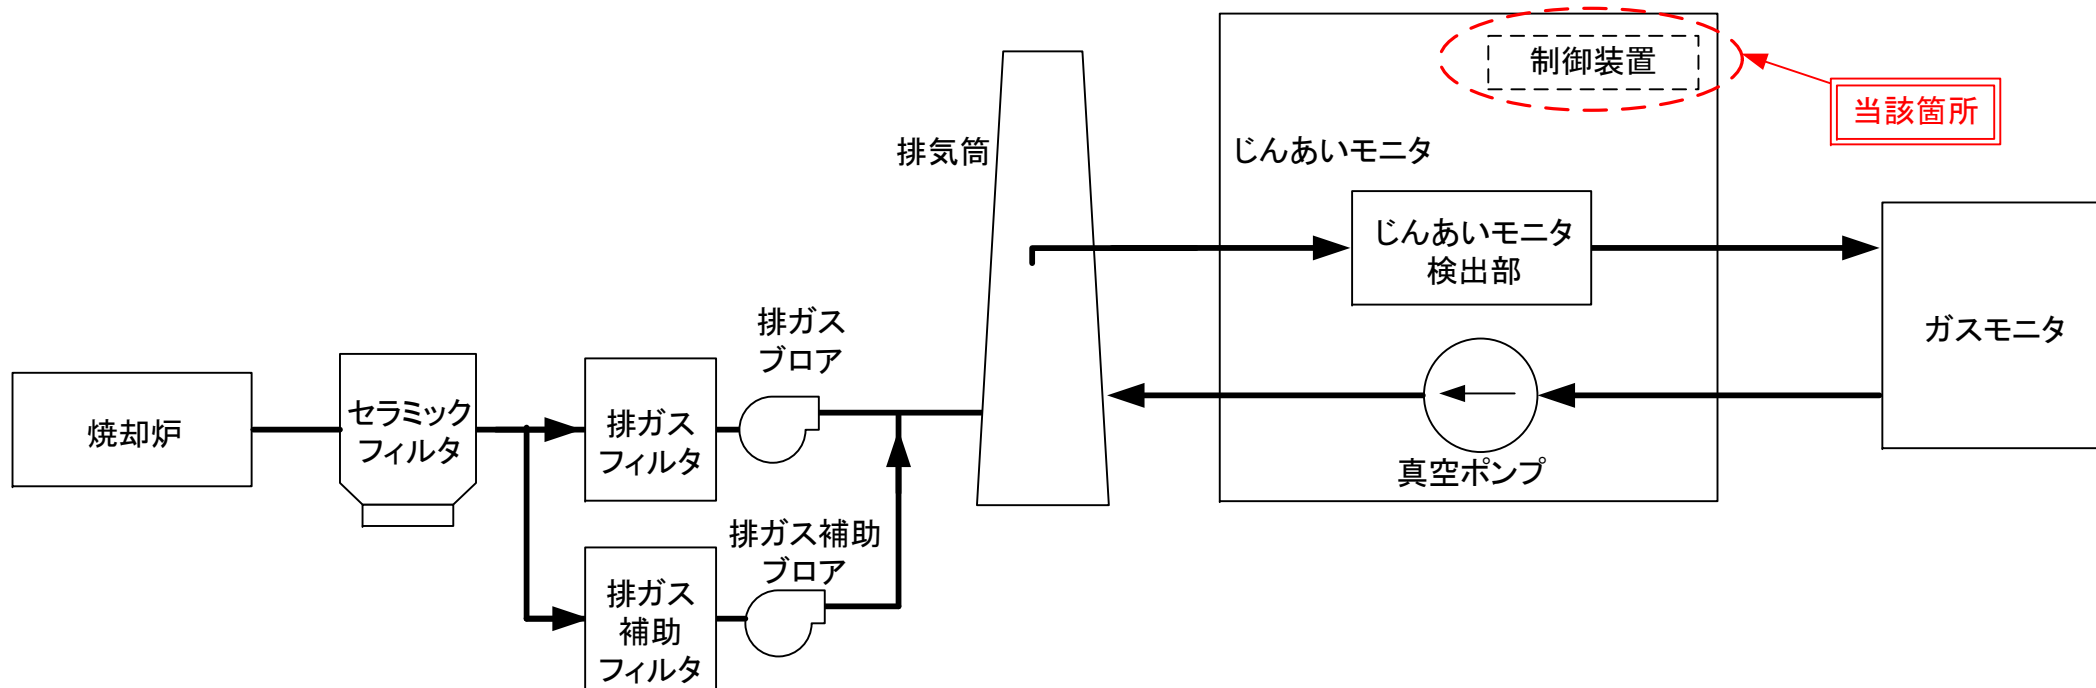 制御装置
当該箇所
排気筒
じんあいモニタ
じんあいモニタ
検出部
ガスモニタ
排ガス
ブロア
焼却炉
セラミック
フィルタ
排ガス
フィルタ
真空ポンプ
排ガス補助
ブロア
排ガス
補助
フィルタ